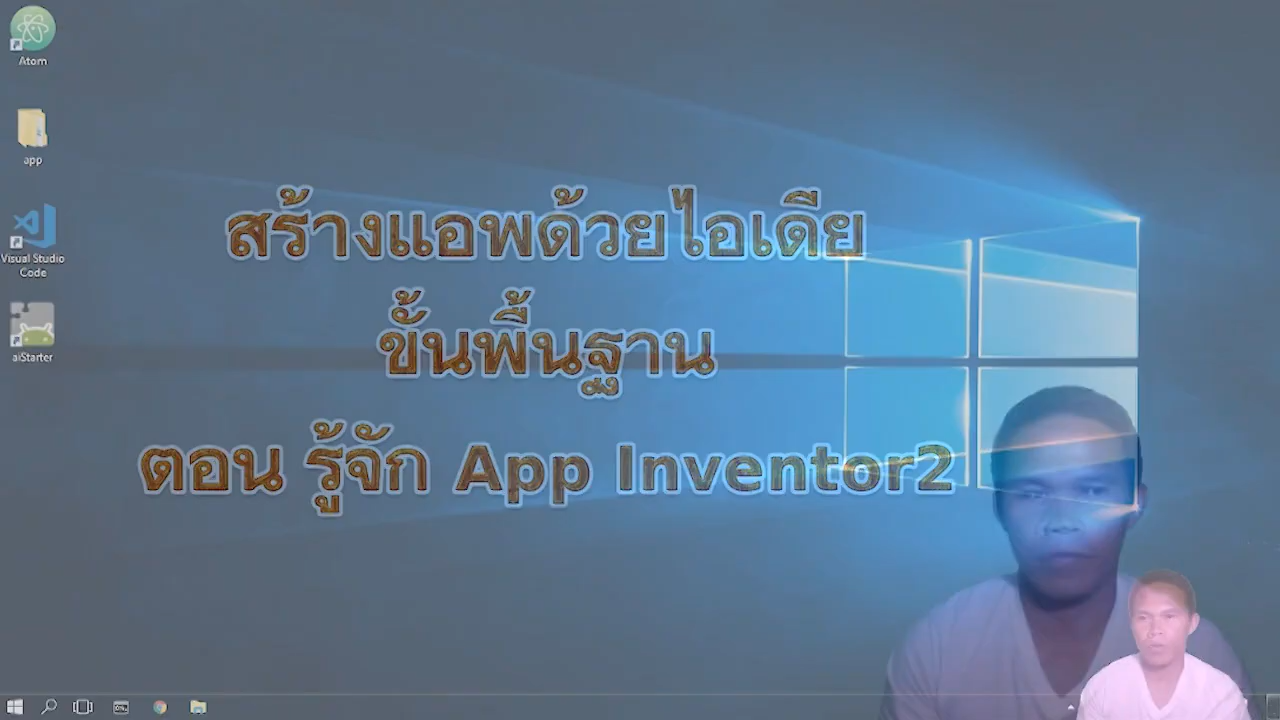 Atom
app
Visual Studio
Code
aiStarter
สร้างแอพด้วยไอเดีย
ขั้นพื้นฐาน
ตอน รู้จัก App Inventor2